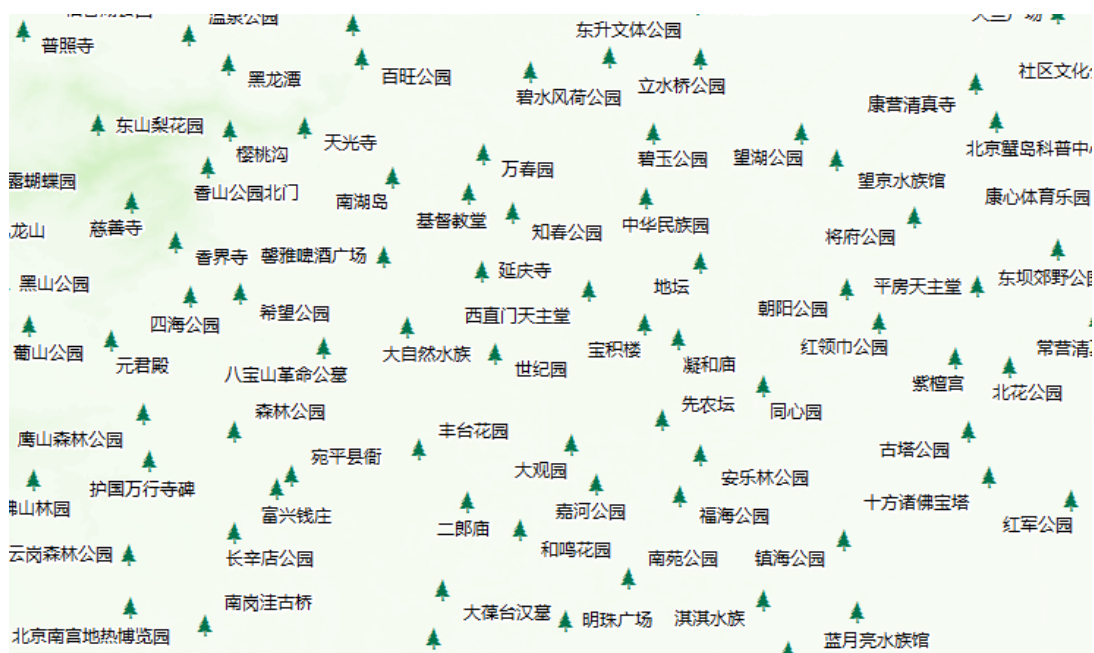 温泉公园
东升文体公园
普照寺
黑龙潭
百旺公园
碧水风荷公园
立水桥公园
社区文化
康营清真寺
东山梨花园
樱桃沟
天光寺
万春园
碧玉公园
望湖公园
北京蟹岛科普中
露蝴蝶园
香山公园北门
南湖岛
望京水族馆
康心体育乐园
龙山
慈善寺
基督教堂
知春公园
中华民族园
将府公园
香界寺
馨雅啤酒广场
延庆寺
地坛
平房天主堂
东坝郊野公园
黑山公园
四海公园
希望公园
西直门天主堂
朝阳公园
葡山公园
元君殿
大自然水族
世纪园
宝积楼
凝和庙
红领巾公园
常营清真
八宝山革命公墓
紫檀宫
北花公园
森林公园
先农坛
同心园
鹰山森林公园
宛平县衙
丰台花园
大观园
古塔公园
护国万行寺碑
安乐林公园
佛山林园
富兴钱庄
二郎庙
嘉河公园
福海公园
十方诸佛宝塔
红军公园
云岗森林公园
长辛店公园
和鸣花园
南苑公园
镇海公园
南岗洼古桥
大葆台汉墓
明珠广场
淇淇水族
北京南宫地热博览园
蓝月亮水族馆